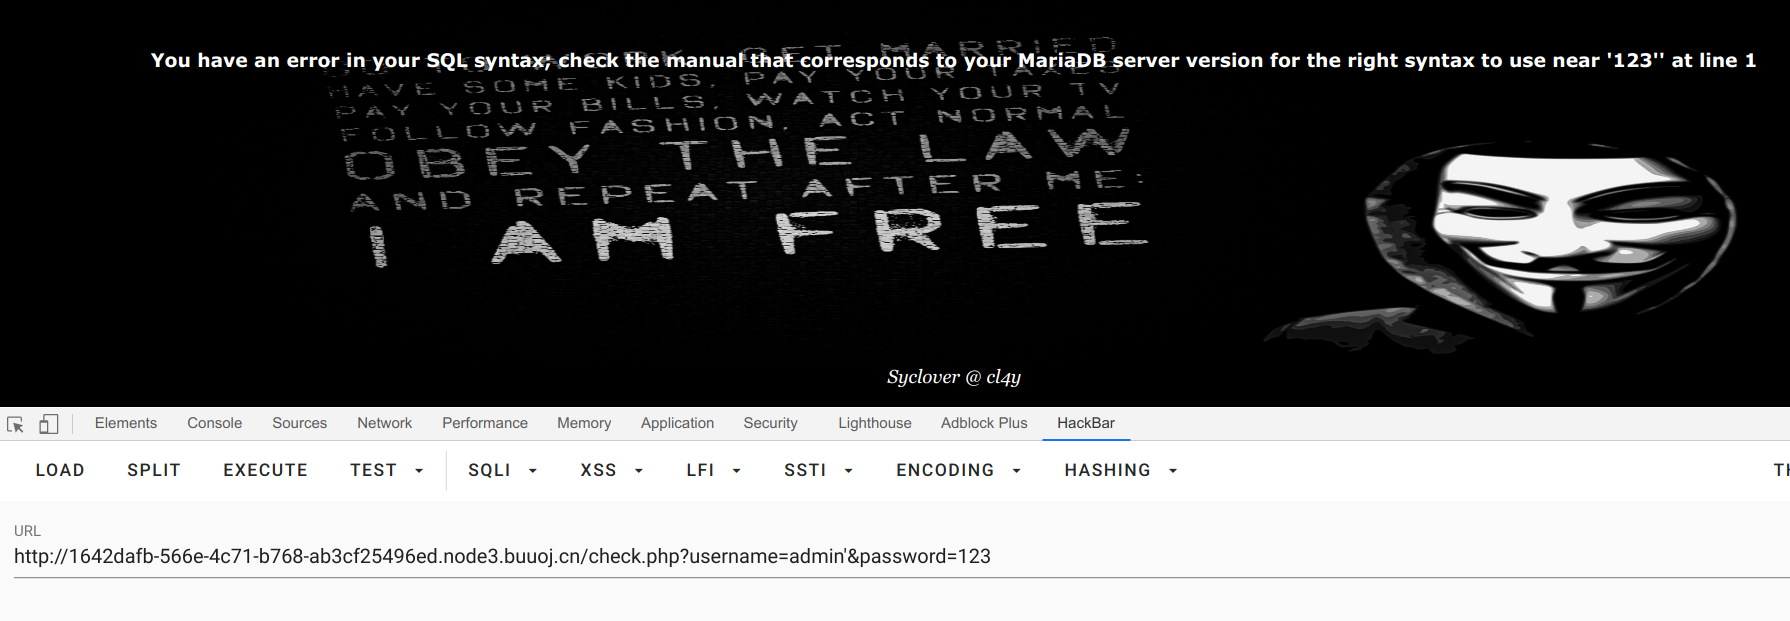 You have an error in your SQL syntax; check the manual that corresponds to your MariaDB server version for the right syntax to use near '123'' at line 1
GET MARRIED
HAVE SOME KIDS, PAY YOUR TAXES
PAY YOUR BILLS, WATCH YOUR TV
FOLLOW FASHION, ACT NORMAL
OBEY THE LAW
AND REPEAT AFTER ME:
I AM FREE
Syclover @ cl4y
Elements Console Sources Network Performance Memory Application Security Lighthouse Adblock Plus HackBar
LOAD SPLIT EXECUTE TEST SQLI XSS LFI SSTI ENCODING HASHING
URL
http://1642dafb-566e-4c71-b768-ab3cf25496ed.node3.buuoj.cn/check.php?username=admin'&password=123